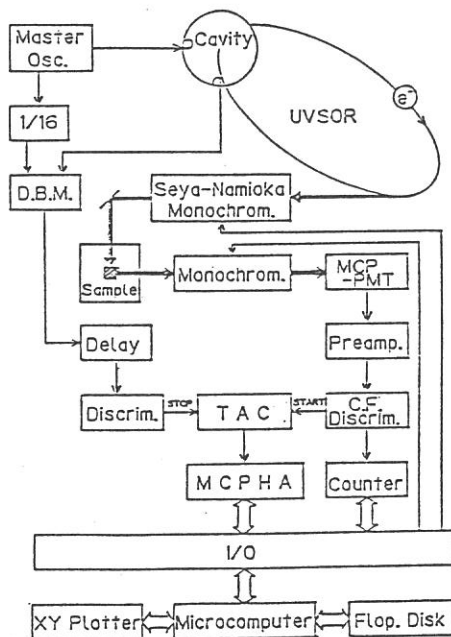 Master
Osc.
Cavity
e⁻
1/16
UVSOR
D.B.M.
Seya-Namioka
Monochrom.
Sample
Monochrom.
MCP
-PMT
Delay
Preamp.
Discrim.
STOP
TAC
START
C.F.
Discrim.
MCPHA
Counter
I/O
XY Plotter
Microcomputer
Flop. Disk